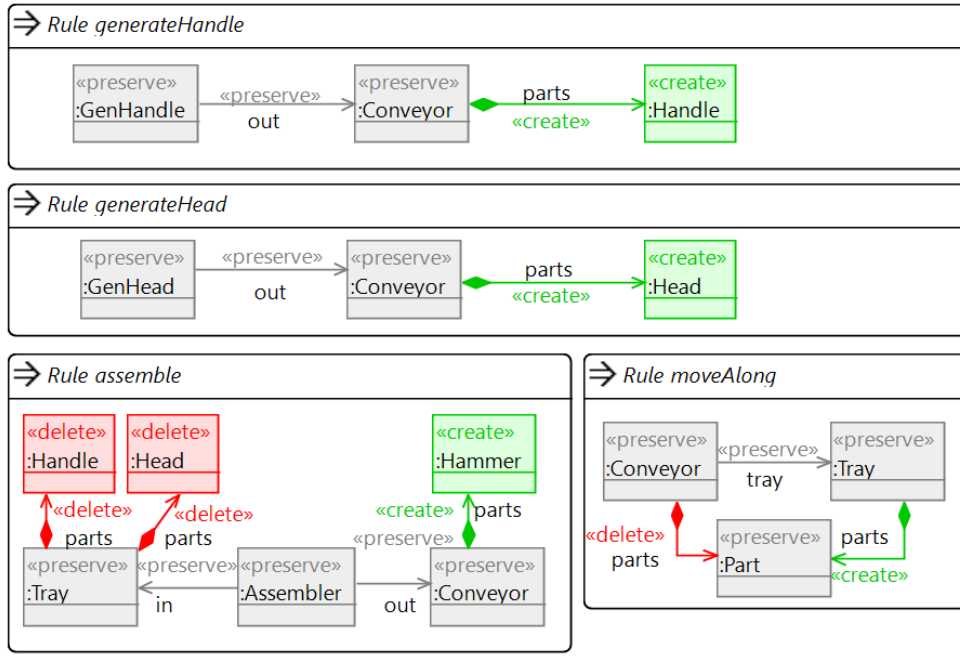 Rule generateHandle
«preserve»
:GenHandle
«preserve»
out
«preserve»
:Conveyor
parts
«create»
«create»
:Handle
Rule generateHead
«preserve»
:GenHead
«preserve»
out
«preserve»
:Conveyor
parts
«create»
«create»
:Head
Rule assemble
«delete»
:Handle
«delete»
:Head
«create»
:Hammer
«delete»
parts
«delete»
parts
«create»
parts
«preserve»
:Tray
«preserve»
in
«preserve»
:Assembler
«preserve»
out
«preserve»
:Conveyor
Rule moveAlong
«preserve»
:Conveyor
«preserve»
tray
«preserve»
:Tray
«delete»
parts
«preserve»
:Part
parts
«create»